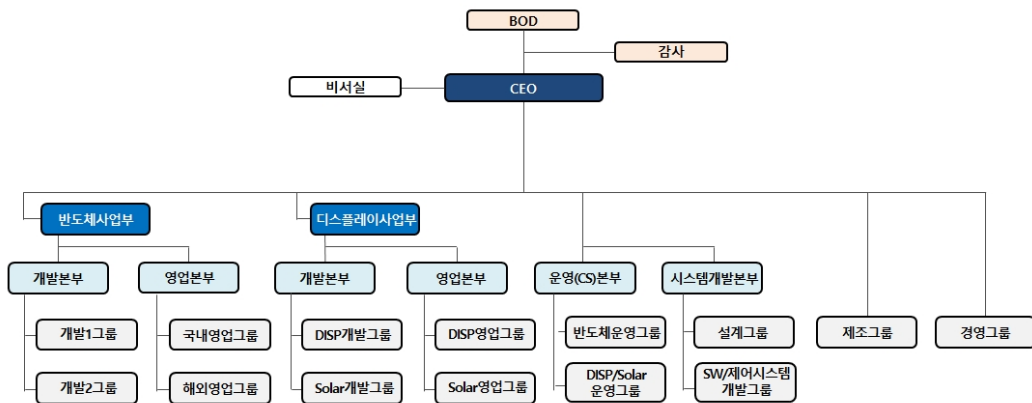 BOD
감사
비서실
CEO
반도체사업부
디스플레이사업부
개발본부
영업본부
개발본부
영업본부
운영(CS)본부
시스템개발본부
개발1그룹
국내영업그룹
DISP개발그룹
DISP영업그룹
반도체운영그룹
설계그룹
제조그룹
경영그룹
개발2그룹
해외영업그룹
Solar개발그룹
Solar영업그룹
DISP/Solar
운영그룹
SW/제어시스템
개발그룹